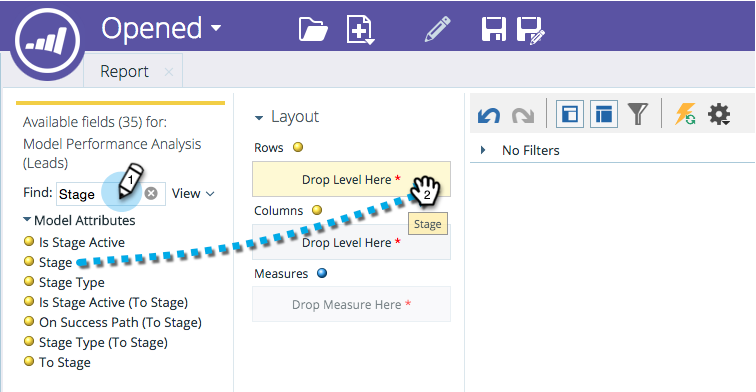 Opened
Report
Available fields (35) for:
Model Performance Analysis
(Leads)
Find: Stage View
1
Model Attributes
Is Stage Active
Stage
Stage Type
Is Stage Active (To Stage)
On Success Path (To Stage)
Stage Type (To Stage)
To Stage
Layout
Rows
Drop Level Here *
2
Stage
Columns
Drop Level Here *
Measures
Drop Measure Here *
No Filters